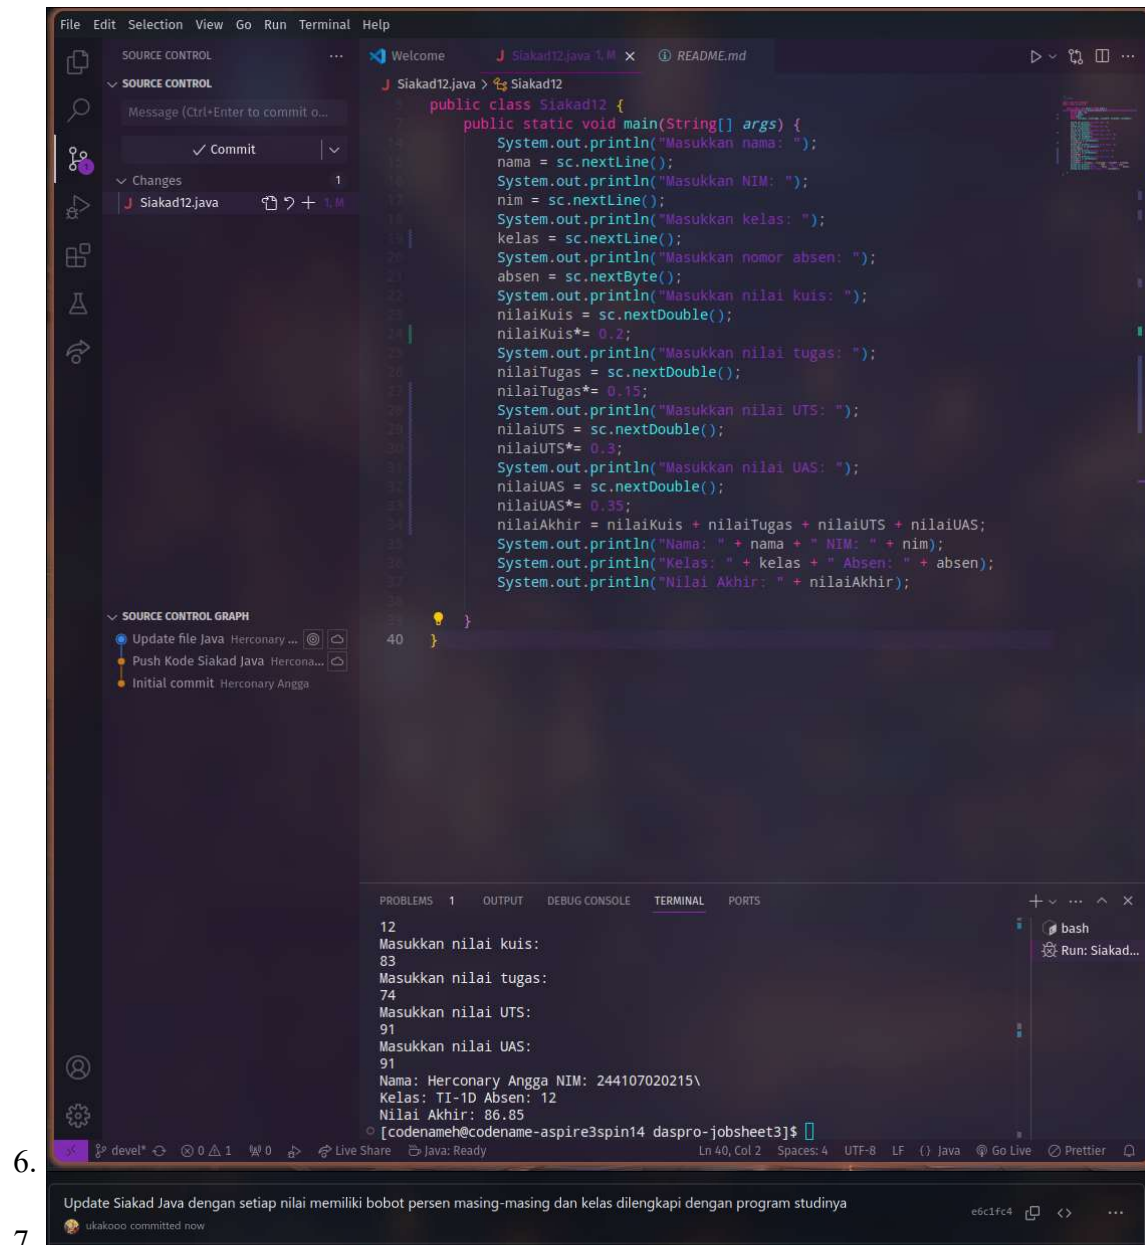 File Edit Selection View Go Run Terminal Help
SOURCE CONTROL ...
Welcome J Siakad12.java 1, M × README.md
SOURCE CONTROL
J Siakad12.java > Siakad12
Message (Ctrl+Enter to commit o...
Commit
Changes 1
J Siakad12.java 1, M
public class Siakad12 {
public static void main(String[] args) {
System.out.println("Masukkan nama: ");
nama = sc.nextLine();
System.out.println("Masukkan NIM: ");
nim = sc.nextLine();
System.out.println("Masukkan kelas: ");
kelas = sc.nextLine();
System.out.println("Masukkan nomor absen: ");
absen = sc.nextByte();
System.out.println("Masukkan nilai kuis: ");
nilaiKuis = sc.nextDouble();
nilaiKuis*= 0.2;
System.out.println("Masukkan nilai tugas: ");
nilaiTugas = sc.nextDouble();
nilaiTugas*= 0.15;
System.out.println("Masukkan nilai UTS: ");
nilaiUTS = sc.nextDouble();
nilaiUTS*= 0.3;
System.out.println("Masukkan nilai UAS: ");
nilaiUAS = sc.nextDouble();
nilaiUAS*= 0.35;
nilaiAkhir = nilaiKuis + nilaiTugas + nilaiUTS + nilaiUAS;
System.out.println("Nama: " + nama + " NIM: " + nim);
System.out.println("Kelas: " + kelas + " Absen: " + absen);
System.out.println("Nilai Akhir: " + nilaiAkhir);
}
40 }
SOURCE CONTROL GRAPH
Update file Java Herconary ...
Push Kode Siakad Java Hercona...
Initial commit Herconary Angga
PROBLEMS 1 OUTPUT DEBUG CONSOLE TERMINAL PORTS
bash
Run: Siakad...
12
Masukkan nilai kuis:
83
Masukkan nilai tugas:
74
Masukkan nilai UTS:
91
Masukkan nilai UAS:
91
Nama: Herconary Angga NIM: 244107020215\
Kelas: TI-1D Absen: 12
Nilai Akhir: 86.85
[codenameh@codename-aspire3spin14 daspro-jobsheet3]$
devel* 0 1 0 Live Share Java: Ready Ln 40, Col 2 Spaces: 4 UTF-8 LF {} Java Go Live Prettier
6.
Update Siakad Java dengan setiap nilai memiliki bobot persen masing-masing dan kelas dilengkapi dengan program studinya
ukakooo committed now e6c1fc4 <> ...
7.